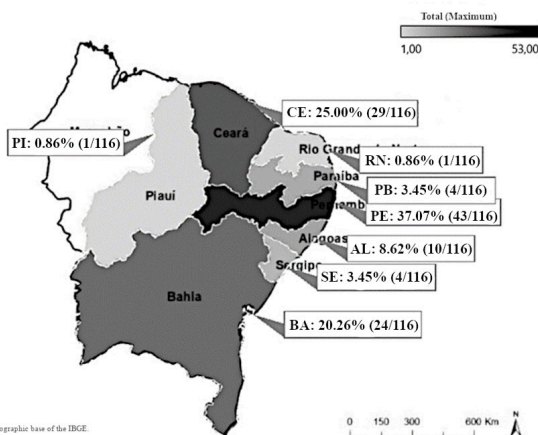 Total (Maximum)
1,00
53,00
CE: 25.00% (29/116)
Ceará
PI: 0.86% (1/116)
RN: 0.86% (1/116)
Paraíba
PB: 3.45% (4/116)
Piauí
PE: 37.07% (43/116)
Alagoas
AL: 8.62% (10/116)
SE: 3.45% (4/116)
Bahia
BA: 20.26% (24/116)
ographic base of the IBGE.
0 150 300 600 Km
N